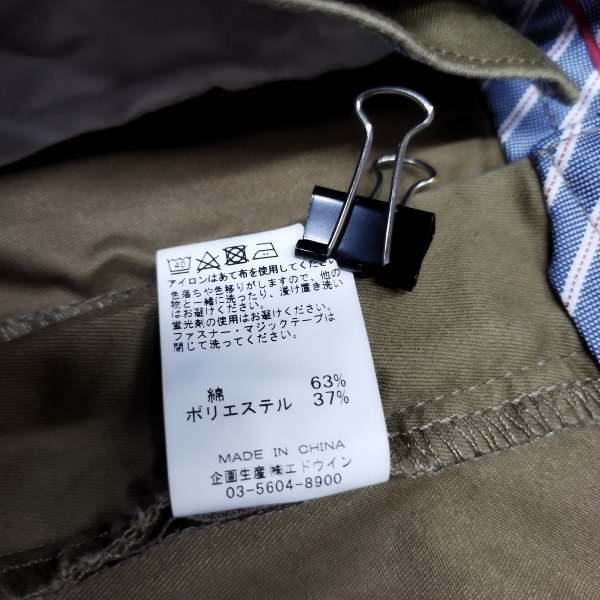 40
アイロンはあて布を使用してください。
色落ちや色移りがしますので、他の
物と一緒に洗ったり、浸け置き洗い
はお避けください。
蛍光剤の使用はお避けください。
ファスナー・マジックテープは
閉じて洗ってください。
綿 63%
ポリエステル 37%
MADE IN CHINA
企画生産㈱エドウイン
03-5604-8900